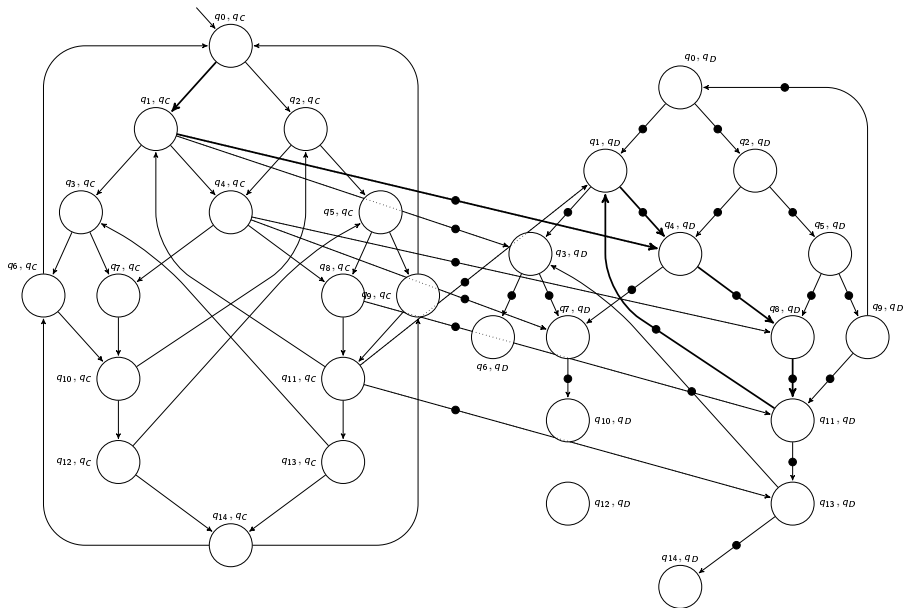 q0, qC
q0, qD
q1, qC
q2, qC
q1, qD
q2, qD
q3, qC
q4, qC
q5, qC
q4, qD
q5, qD
q3, qD
q6, qC
q7, qC
q8, qC
q9, qC
q7, qD
q8, qD
q9, qD
q6, qD
q10, qC
q11, qC
q10, qD
q11, qD
q12, qC
q13, qC
q12, qD
q13, qD
q14, qC
q14, qD